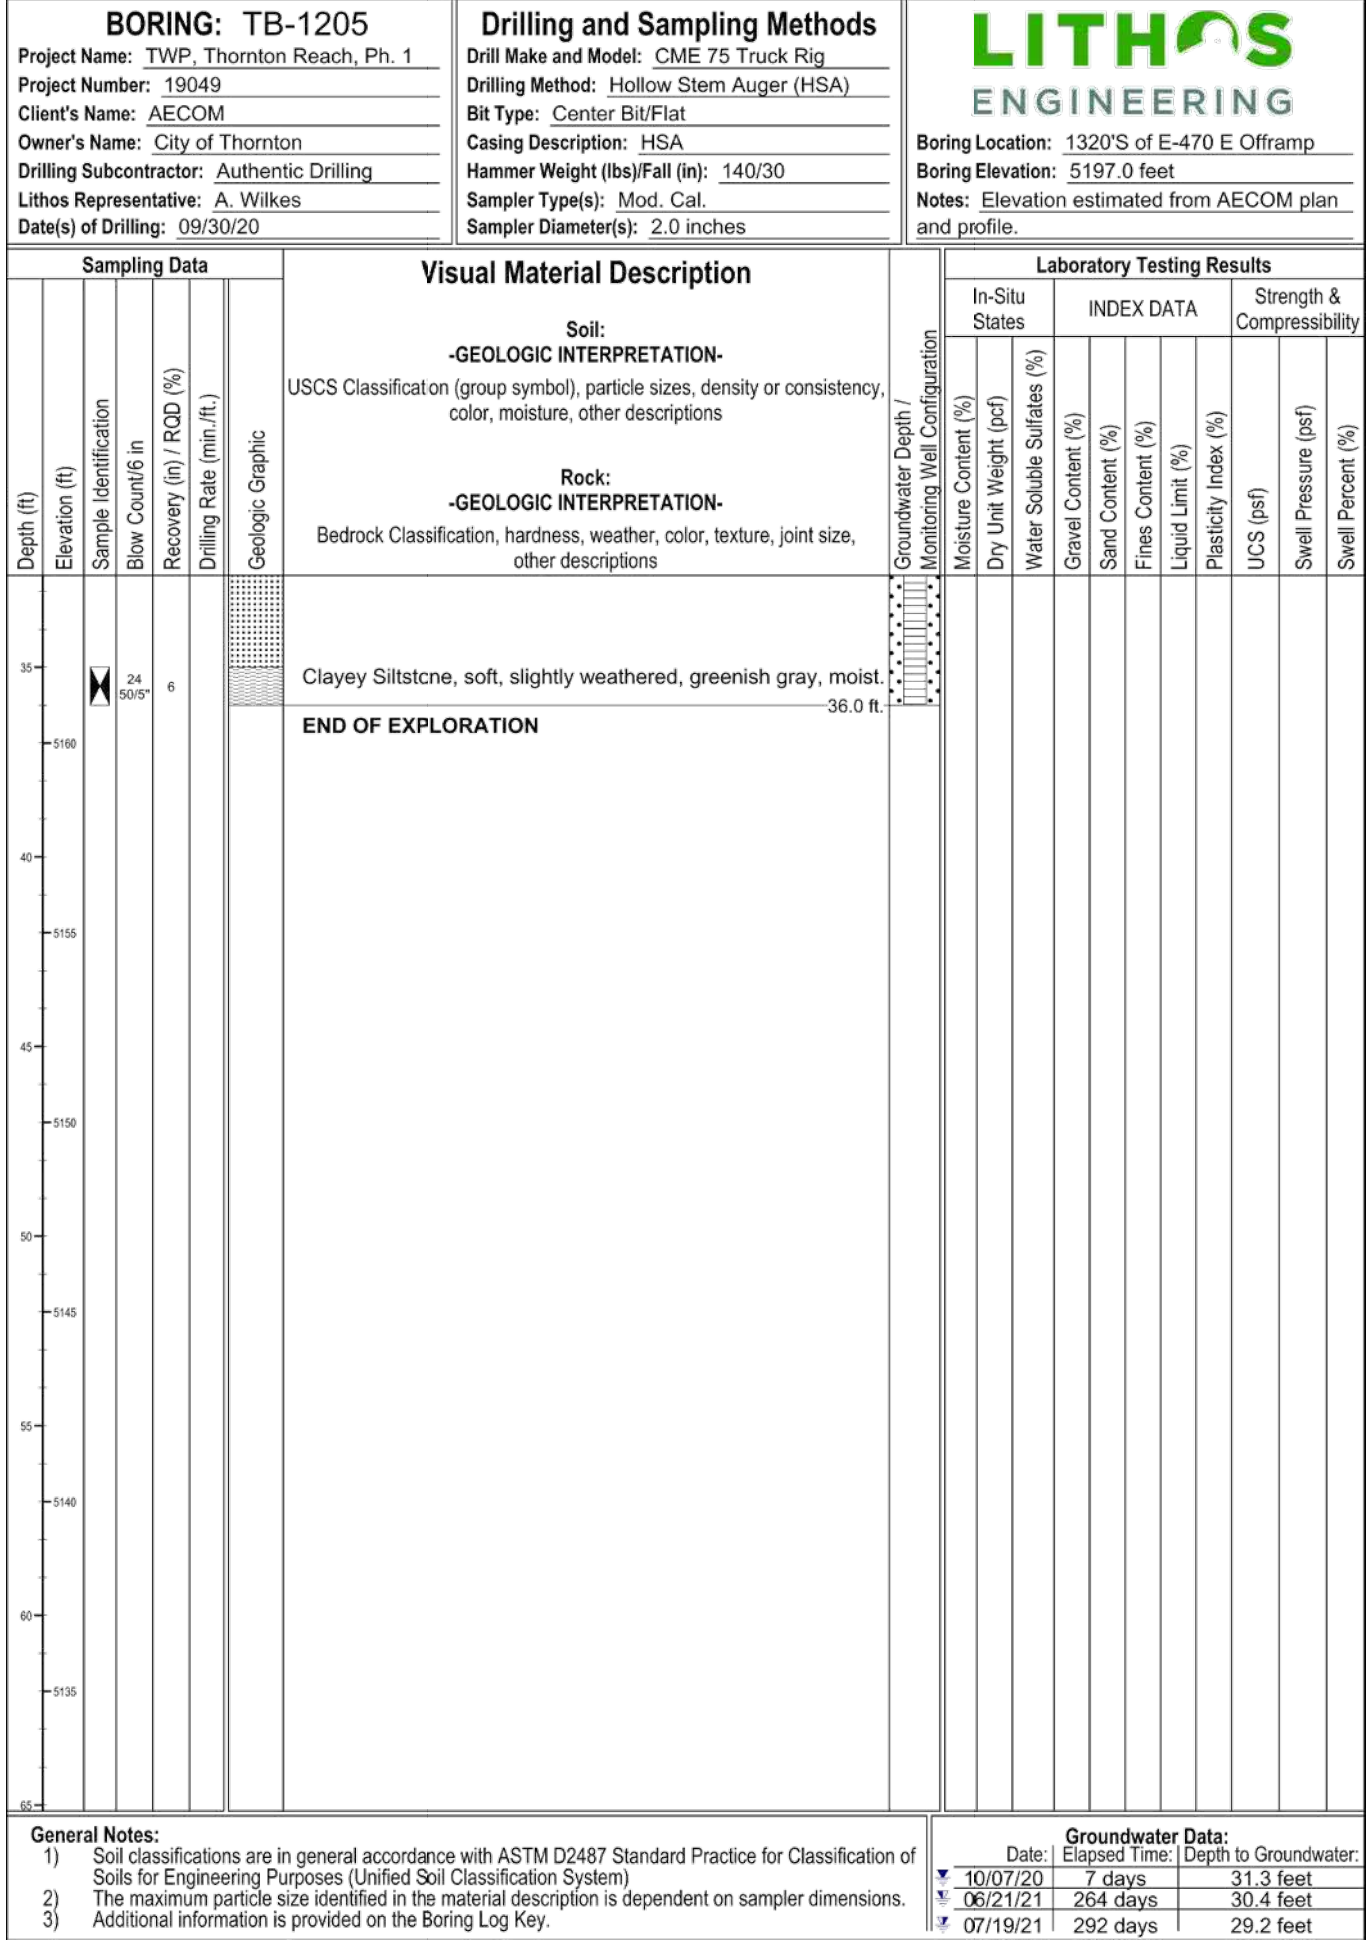 BORING: TB-1205
Project Name: TWP, Thornton Reach, Ph. 1
Project Number: 19049
Client's Name: AECOM
Owner's Name: City of Thornton
Drilling Subcontractor: Authentic Drilling
Lithos Representative: A. Wilkes
Date(s) of Drilling: 09/30/20
Drilling and Sampling Methods
Drill Make and Model: CME 75 Truck Rig
Drilling Method: Hollow Stem Auger (HSA)
Bit Type: Center Bit/Flat
Casing Description: HSA
Hammer Weight (lbs)/Fall (in): 140/30
Sampler Type(s): Mod. Cal.
Sampler Diameter(s): 2.0 inches
LITHOS
ENGINEERING
Boring Location: 1320'S of E-470 E Offramp
Boring Elevation: 5197.0 feet
Notes: Elevation estimated from AECOM plan
and profile.
Sampling Data
Depth (ft)
Elevation (ft)
Sample Identification
Blow Count/6 in
Recovery (in) / RQD (%)
Drilling Rate (min./ft.)
Geologic Graphic
Visual Material Description
Soil:
-GEOLOGIC INTERPRETATION-
USCS Classification (group symbol), particle sizes, density or consistency,
color, moisture, other descriptions
Rock:
-GEOLOGIC INTERPRETATION-
Bedrock Classification, hardness, weather, color, texture, joint size,
other descriptions
Groundwater Depth /
Monitoring Well Configuration
Laboratory Testing Results
In-Situ
States
INDEX DATA
Strength &
Compressibility
Moisture Content (%)
Dry Unit Weight (pcf)
Water Soluble Sulfates (%)
Gravel Content (%)
Sand Content (%)
Fines Content (%)
Liquid Limit (%)
Plasticity Index (%)
UCS (psf)
Swell Pressure (psf)
Swell Percent (%)
35
24
50/5"
6
Clayey Siltstcne, soft, slightly weathered, greenish gray, moist.
36.0 ft.
END OF EXPLORATION
5160
40
5155
45
5150
50
5145
55
5140
60
5135
65
General Notes:
1) Soil classifications are in general accordance with ASTM D2487 Standard Practice for Classification of
Soils for Engineering Purposes (Unified Soil Classification System)
2) The maximum particle size identified in the material description is dependent on sampler dimensions.
3) Additional information is provided on the Boring Log Key.
Groundwater Data:
Date: Elapsed Time: Depth to Groundwater:
10/07/20 7 days 31.3 feet
06/21/21 264 days 30.4 feet
07/19/21 292 days 29.2 feet